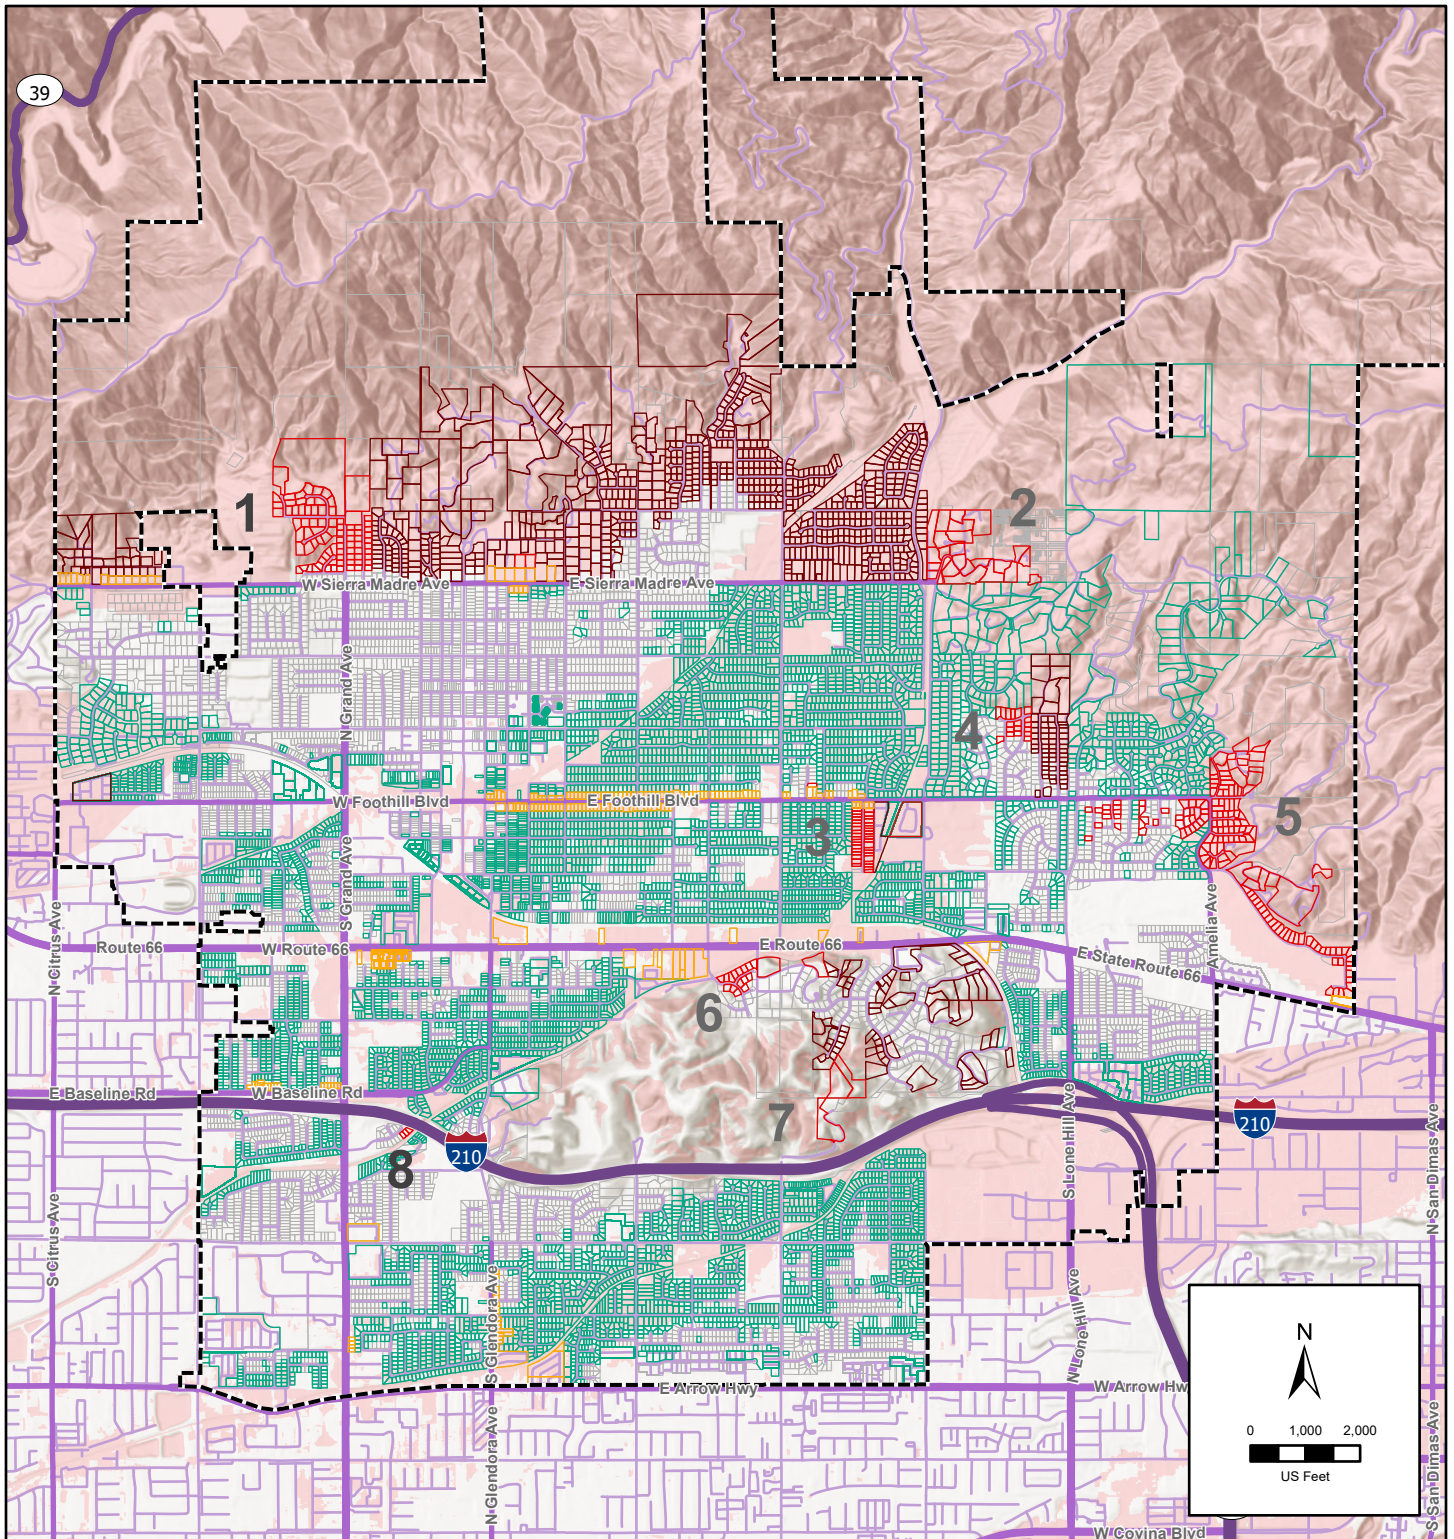 39
1
2
W Sierra Madre Ave
E Sierra Madre Ave
N Grand Ave
4
W Foothill Blvd
E Foothill Blvd
3
5
S Grand Ave
N Citrus Ave
Amelia Ave
Route 66
W Route 66
E Route 66
E State Route 66
6
E Baseline Rd
W Baseline Rd
7
S Lone Hill Ave
210
210
8
N San Dimas Ave
S Citrus Ave
S Glendora Ave
N Lone Hill Ave
E Arrow Hwy
W Arrow Hw
N Glendora Ave
S San Dimas Ave
W Covina Blvd
N
0 1,000 2,000
US Feet